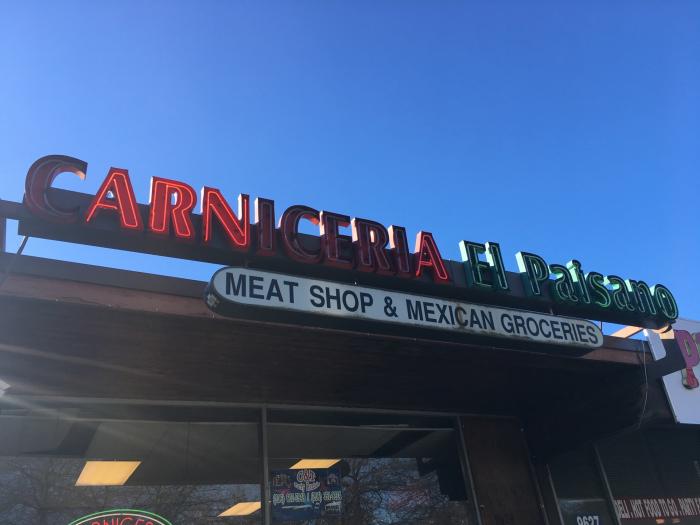 CARNICERIA El Paisano
MEAT SHOP & MEXICAN GROCERIES